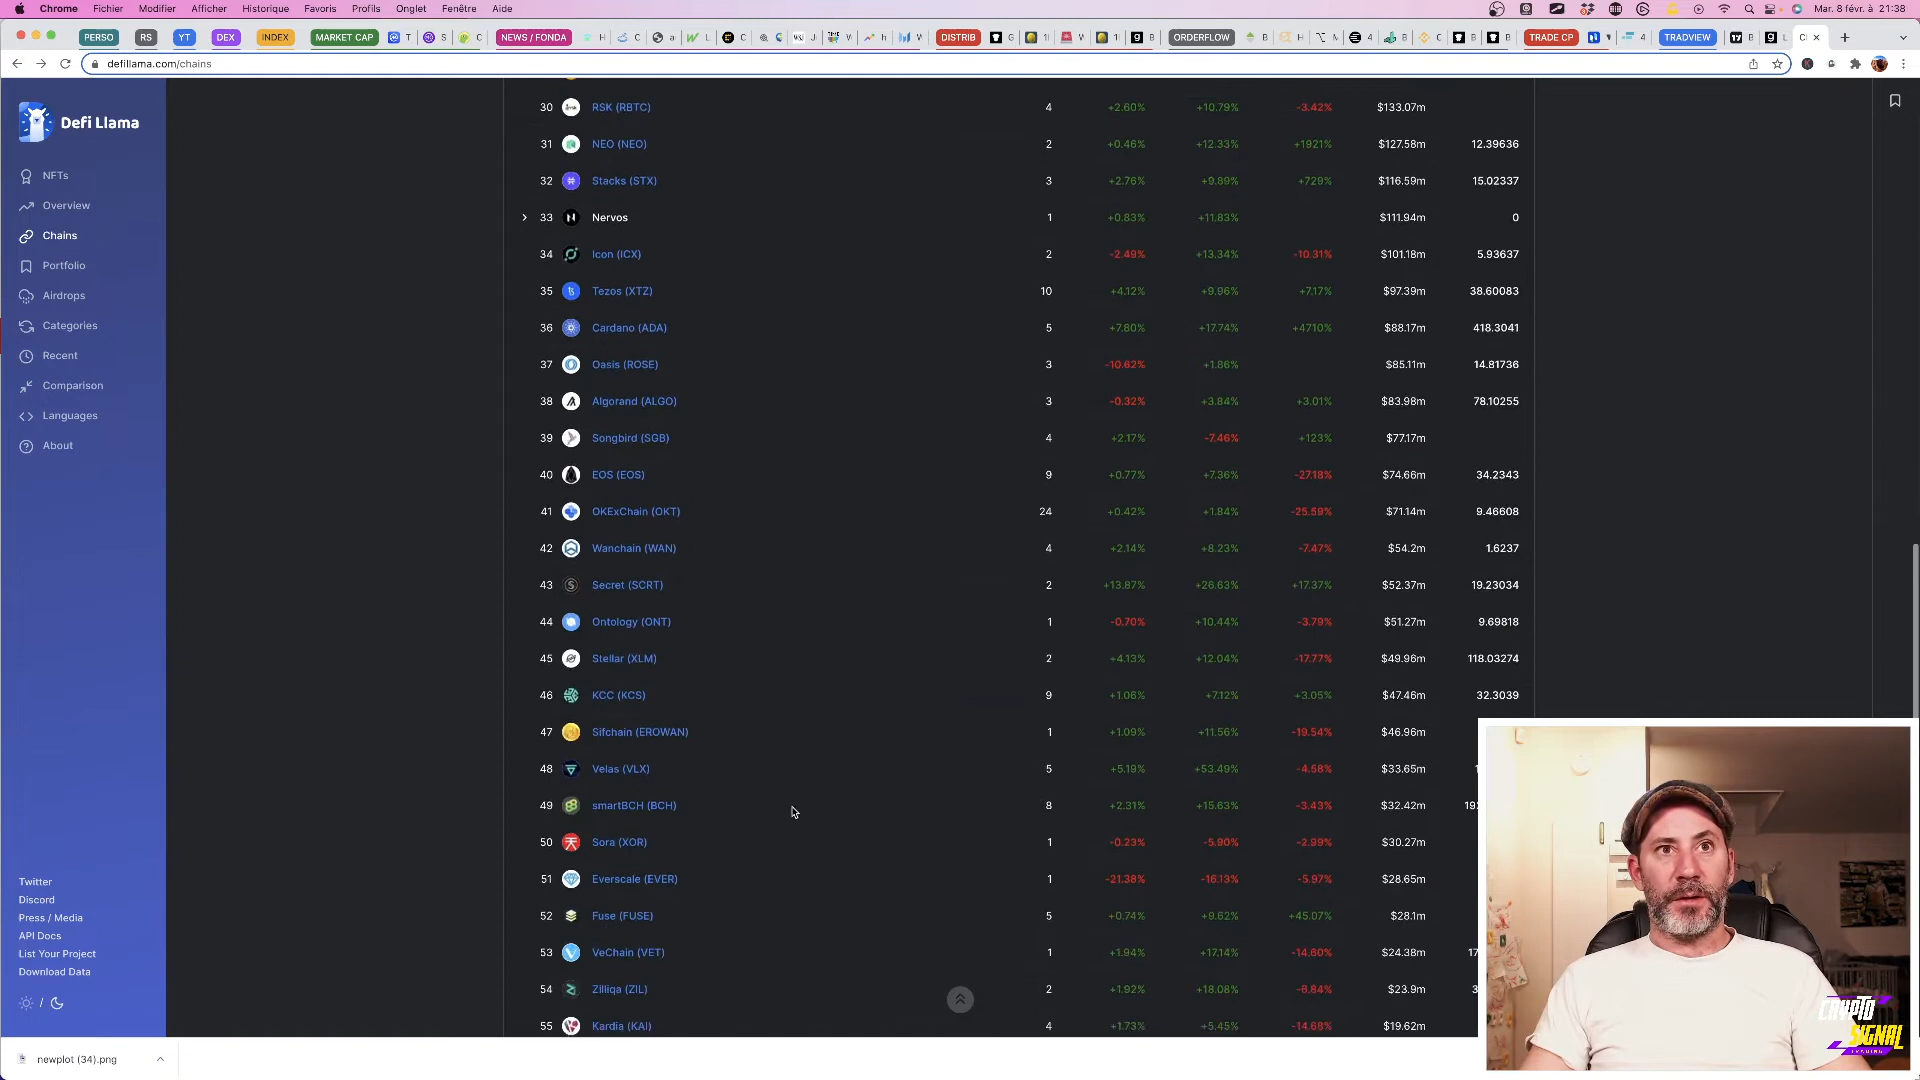 Chrome Fichier Modifier Afficher Historique Favoris Profils Onglet Fenêtre Aide Mar. 8 févr. à 21:38
PERSO RS YT DEX INDEX MARKET CAP NEWS / FONDA DISTRIB ORDERFLOW TRADE CP TRADVIEW
defillama.com/chains
Defi Llama
NFTs
Overview
Chains
Portfolio
Airdrops
Categories
Recent
Comparison
Languages
About
Twitter
Discord
Press / Media
API Docs
List Your Project
Download Data
/
30 RSK (RBTC) 4 +2.60% +10.79% -3.42% $133.07m
31 NEO (NEO) 2 +0.46% +12.33% +1921% $127.58m 12.39636
32 Stacks (STX) 3 +2.76% +9.89% +729% $116.59m 15.02337
33 Nervos 1 +0.83% +11.83% $111.94m 0
34 Icon (ICX) 2 -2.49% +13.34% -10.31% $101.18m 5.93637
35 Tezos (XTZ) 10 +4.12% +9.96% +7.17% $97.39m 38.60083
36 Cardano (ADA) 5 +7.80% +17.74% +4710% $88.17m 418.3041
37 Oasis (ROSE) 3 -10.62% +1.86% $85.11m 14.81736
38 Algorand (ALGO) 3 -0.32% +3.84% +3.01% $83.98m 78.10255
39 Songbird (SGB) 4 +2.17% -7.46% +123% $77.17m
40 EOS (EOS) 9 +0.77% +7.36% -27.18% $74.66m 34.2343
41 OKExChain (OKT) 24 +0.42% +1.84% -25.59% $71.14m 9.46608
42 Wanchain (WAN) 4 +2.14% +8.23% -7.47% $54.2m 1.6237
43 Secret (SCRT) 2 +13.87% +26.63% +17.37% $52.37m 19.23034
44 Ontology (ONT) 1 -0.70% +10.44% -3.79% $51.27m 9.69818
45 Stellar (XLM) 2 +4.13% +12.04% -17.77% $49.96m 118.03274
46 KCC (KCS) 9 +1.06% +7.12% +3.05% $47.46m 32.3039
47 Sifchain (EROWAN) 1 +1.09% +11.56% -19.54% $46.96m
48 Velas (VLX) 5 +5.19% +53.49% -4.58% $33.65m
49 smartBCH (BCH) 8 +2.31% +15.63% -3.43% $32.42m
50 Sora (XOR) 1 -0.23% -5.90% -2.99% $30.27m
51 Everscale (EVER) 1 -21.38% -16.13% -5.97% $28.65m
52 Fuse (FUSE) 5 +0.74% +9.62% +45.07% $28.1m
53 VeChain (VET) 1 +1.94% +17.14% -14.60% $24.38m
54 Zilliqa (ZIL) 2 +1.92% +18.08% -6.84% $23.9m
55 Kardia (KAI) 4 +1.73% +5.45% -14.68% $19.62m
newplot (34).png
CRYPTO
SIGNAL
TRADING